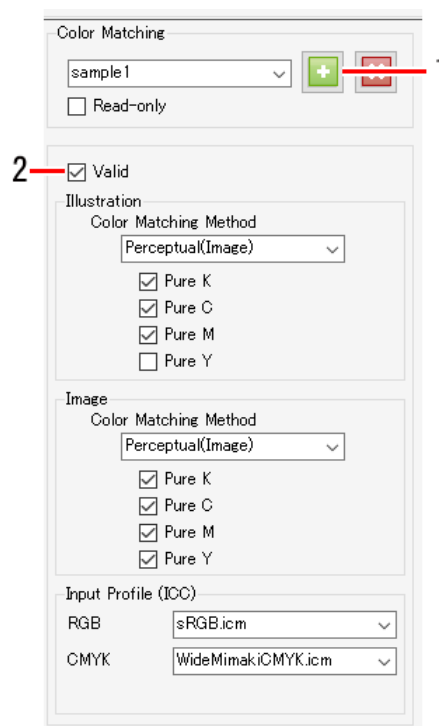 Color Matching
sample1
Read-only
2
Valid
Illustration
Color Matching Method
Perceptual(Image)
Pure K
Pure C
Pure M
Pure Y
Image
Color Matching Method
Perceptual(Image)
Pure K
Pure C
Pure M
Pure Y
Input Profile (ICC)
RGB sRGB.icm
CMYK WideMimakiCMYK.icm